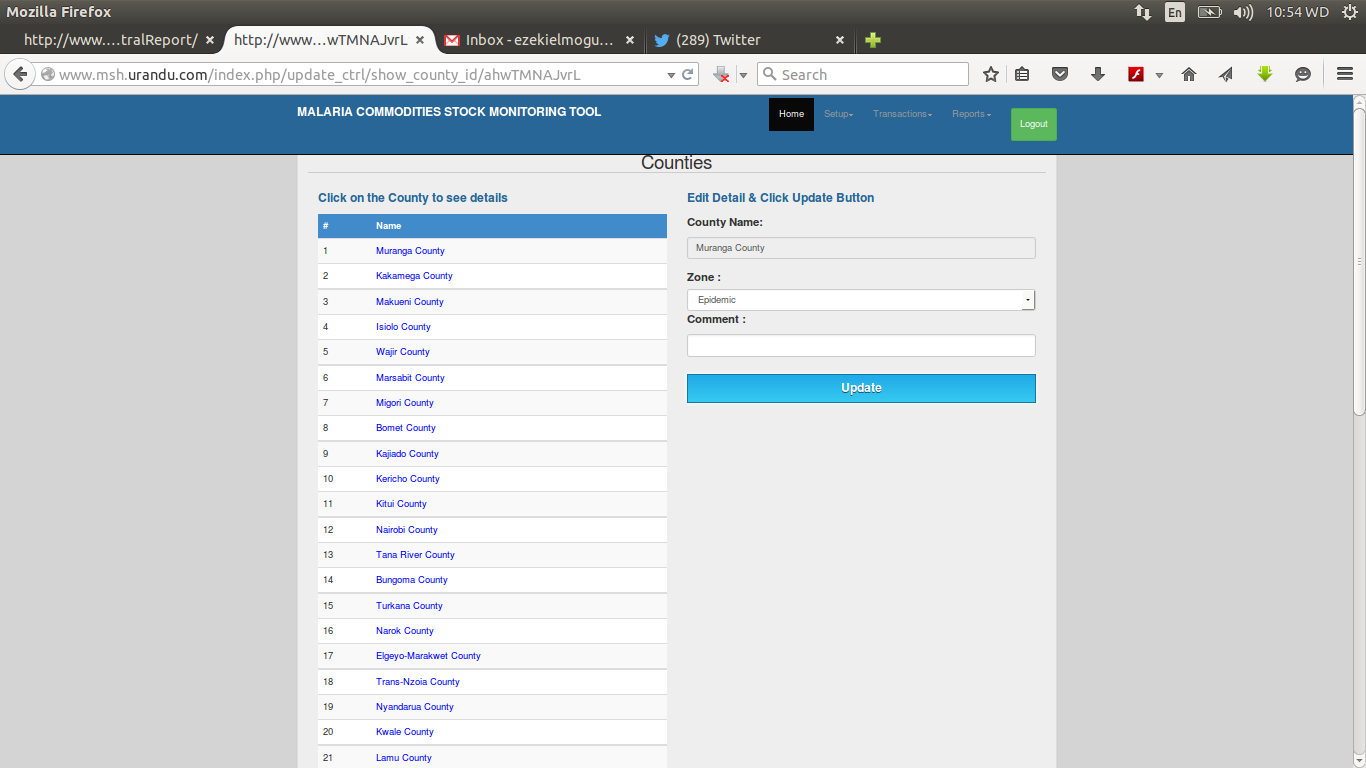 Mozilla Firefox
En
10:54 WD
http://www.…tralReport/
http://www…wTMNAJvrL
Inbox - ezekielmogu…
(289) Twitter
www.msh.urandu.com/index.php/update_ctrl/show_county_id/ahwTMNAJvrL
Search
MALARIA COMMODITIES STOCK MONITORING TOOL
Home
Setup
Transactions
Reports
Logout
Counties
Click on the County to see details
# Name
1 Muranga County
2 Kakamega County
3 Makueni County
4 Isiolo County
5 Wajir County
6 Marsabit County
7 Migori County
8 Bomet County
9 Kajiado County
10 Kericho County
11 Kitui County
12 Nairobi County
13 Tana River County
14 Bungoma County
15 Turkana County
16 Narok County
17 Elgeyo-Marakwet County
18 Trans-Nzoia County
19 Nyandarua County
20 Kwale County
21 Lamu County
Edit Detail & Click Update Button
County Name:
Muranga County
Zone :
Epidemic
Comment :
Update